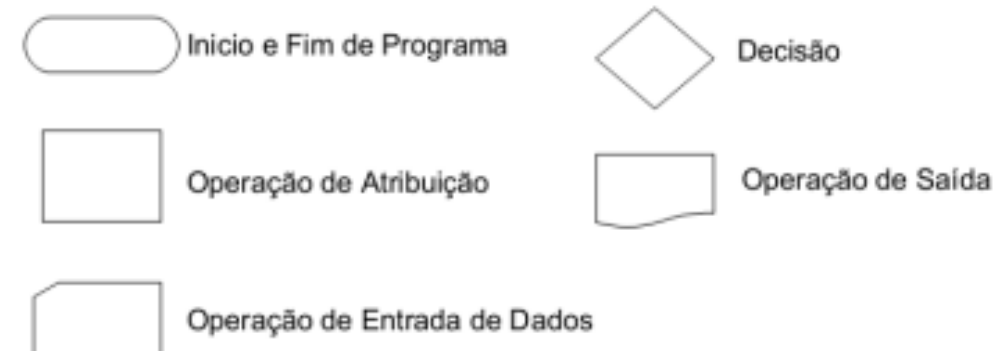 Inicio e Fim de Programa
Decisão
Operação de Atribuição
Operação de Saída
Operação de Entrada de Dados